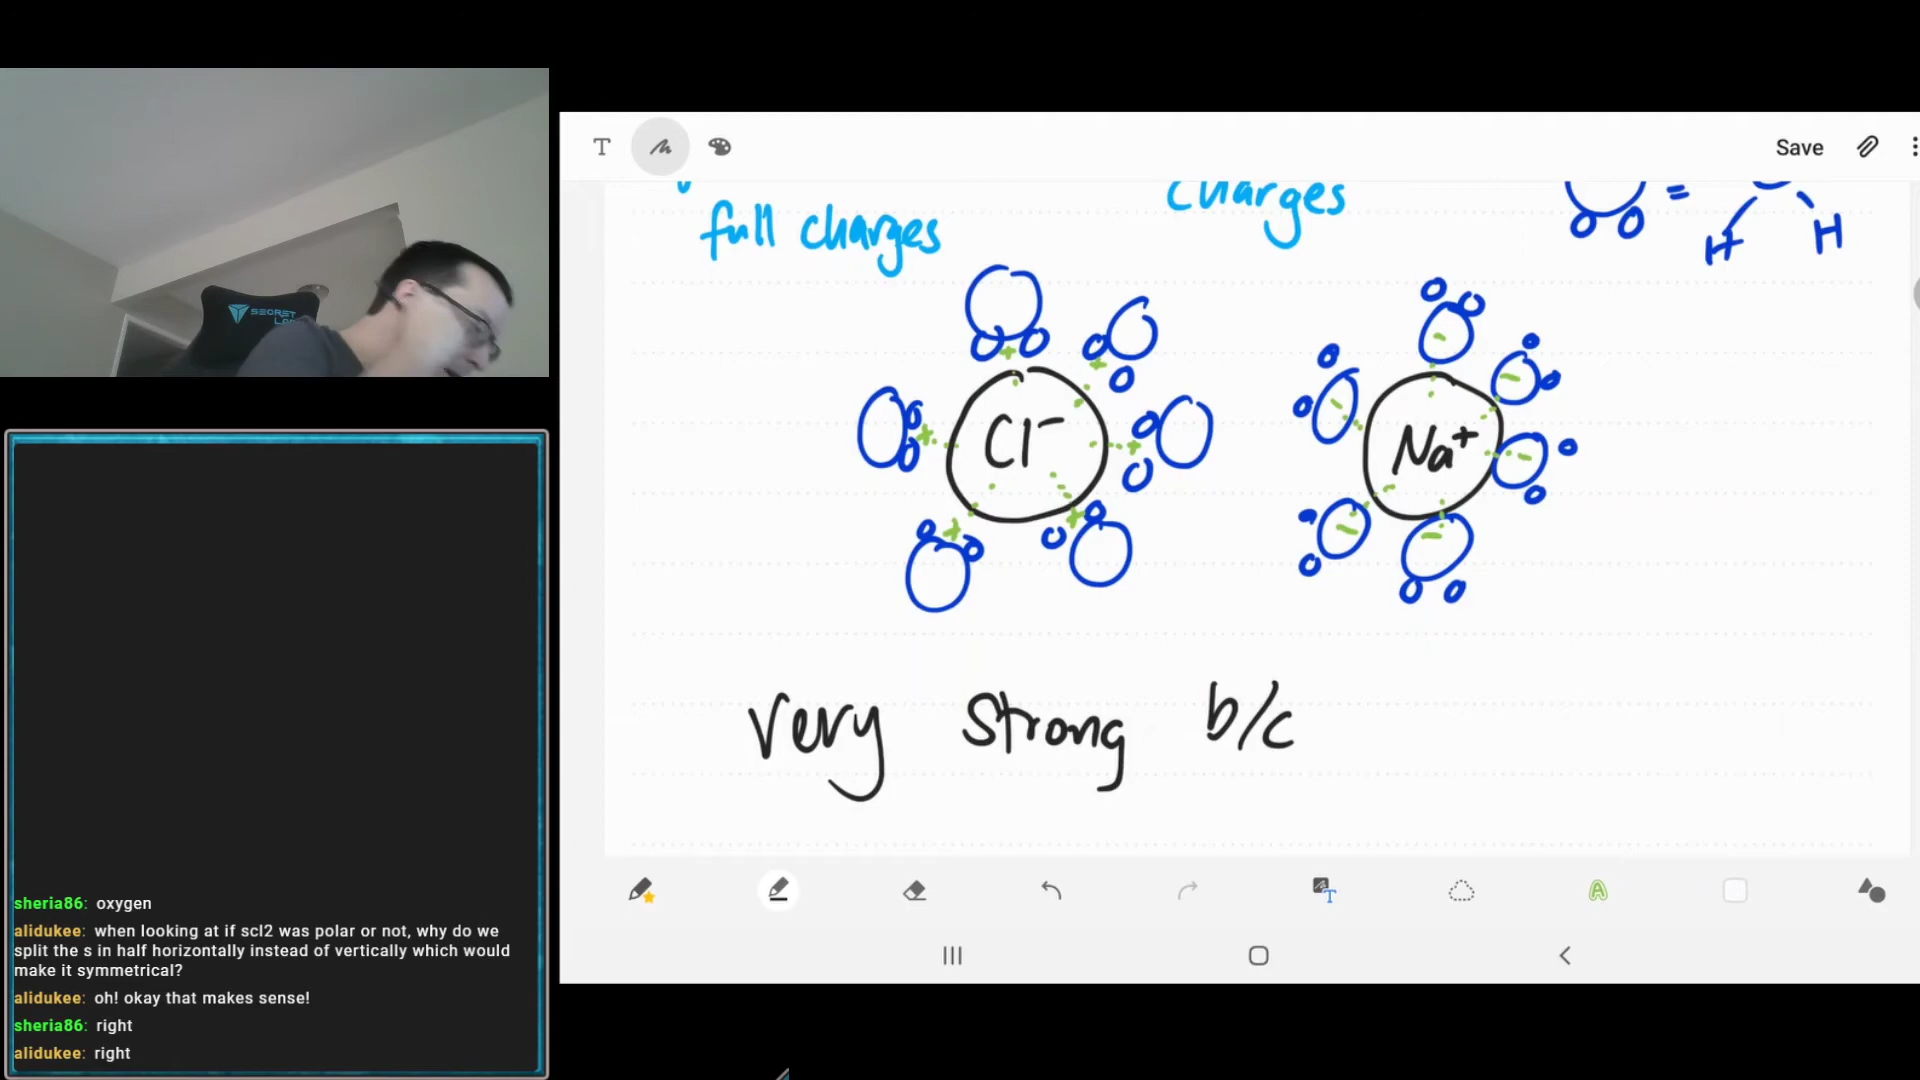 T
Save
charges
full charges
=
H
H
Cl⁻
Na⁺
very strong b/c
SECRET
sheria86: oxygen
alidukee: when looking at if scl2 was polar or not, why do we
split the s in half horizontally instead of vertically which would
make it symmetrical?
alidukee: oh! okay that makes sense!
sheria86: right
alidukee: right
T
A